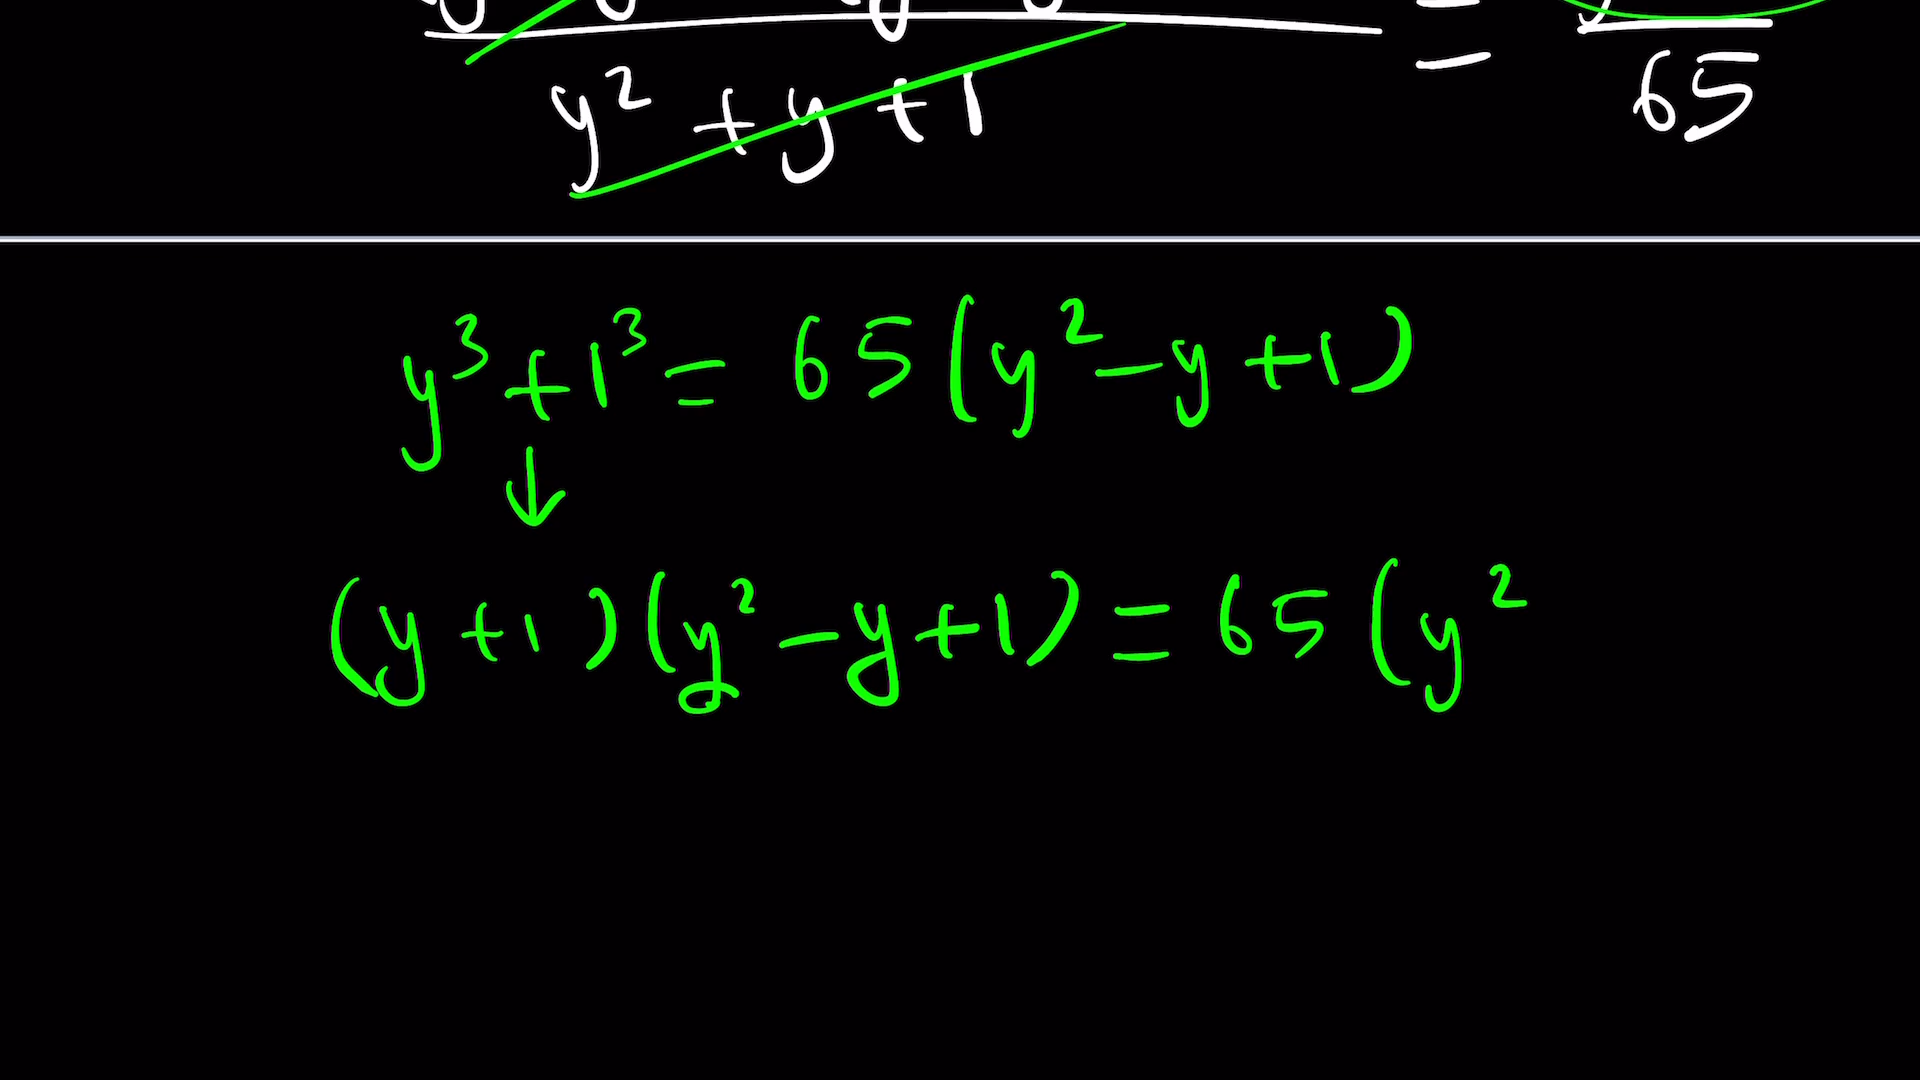 = 65
y² + y + 1
y³ + 1³ = 65 (y² - y + 1)
↓
(y + 1) (y² - y + 1) = 65 (y²